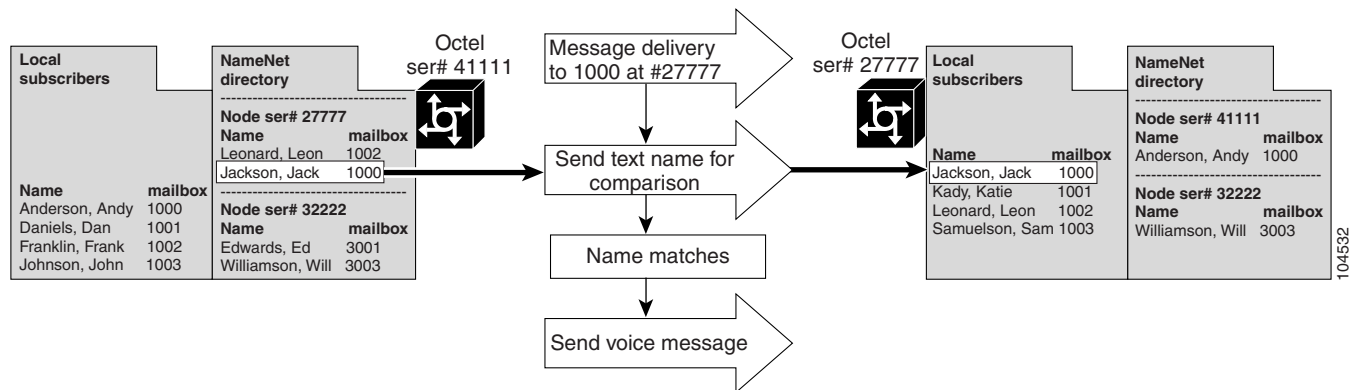 Local
subscribers
Name mailbox
Anderson, Andy 1000
Daniels, Dan 1001
Franklin, Frank 1002
Johnson, John 1003
NameNet
directory
Node ser# 27777
Name mailbox
Leonard, Leon 1002
Jackson, Jack 1000
Node ser# 32222
Name mailbox
Edwards, Ed 3001
Williamson, Will 3003
Octel
ser# 41111
Message delivery
to 1000 at #27777
Send text name for
comparison
Name matches
Send voice message
Octel
ser# 27777
Local
subscribers
Name mailbox
Jackson, Jack 1000
Kady, Katie 1001
Leonard, Leon 1002
Samuelson, Sam 1003
NameNet
directory
Node ser# 41111
Name mailbox
Anderson, Andy 1000
Node ser# 32222
Name mailbox
Williamson, Will 3003
104532